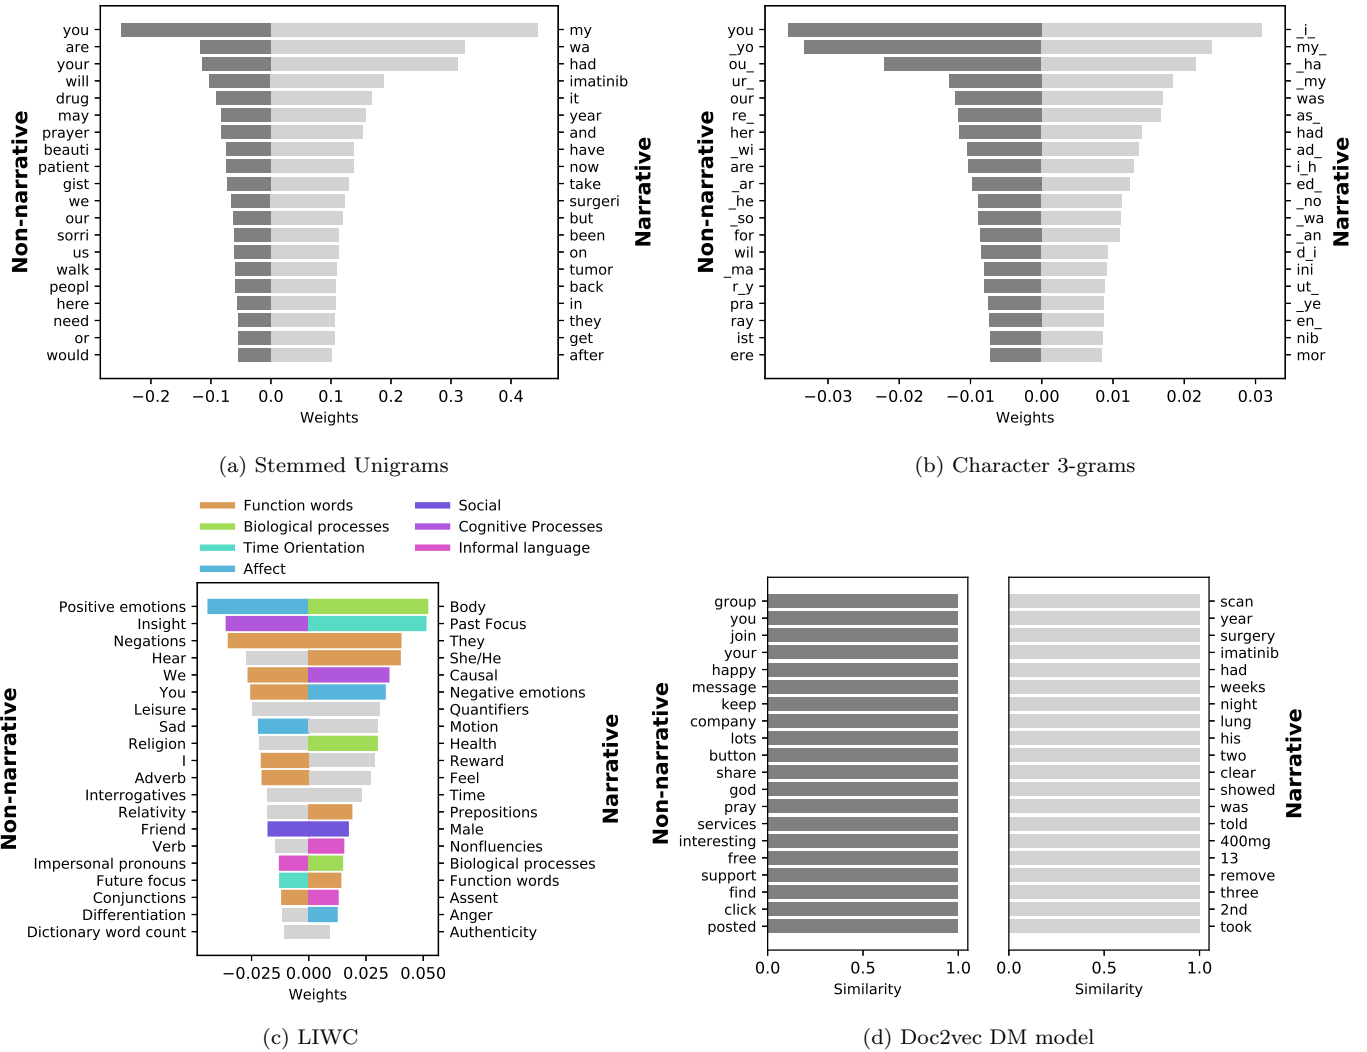 Non-narrative
you
are
your
will
drug
may
prayer
beauti
patient
gist
we
our
sorri
us
walk
peopl
here
need
or
would
my
wa
had
imatinib
it
year
and
have
now
take
surgeri
but
been
on
tumor
back
in
they
get
after
Narrative
−0.2 −0.1 0.0 0.1 0.2 0.3 0.4
Weights
(a) Stemmed Unigrams
Non-narrative
you
_yo
ou_
ur_
our
re_
her
_wi
are
_ar
_he
_so
for
wil
_ma
r_y
pra
ray
ist
ere
_i_
my_
_ha
_my
was
as_
had
ad_
i_h
ed_
_no
_wa
_an
d_i
ini
ut_
_ye
en_
nib
mor
Narrative
−0.03 −0.02 −0.01 0.00 0.01 0.02 0.03
Weights
(b) Character 3-grams
Function words
Biological processes
Time Orientation
Affect
Social
Cognitive Processes
Informal language
Non-narrative
Positive emotions
Insight
Negations
Hear
We
You
Leisure
Sad
Religion
I
Adverb
Interrogatives
Relativity
Friend
Verb
Impersonal pronouns
Future focus
Conjunctions
Differentiation
Dictionary word count
Body
Past Focus
They
She/He
Causal
Negative emotions
Quantifiers
Motion
Health
Reward
Feel
Time
Prepositions
Male
Nonfluencies
Biological processes
Function words
Assent
Anger
Authenticity
Narrative
−0.025 0.000 0.025 0.050
Weights
(c) LIWC
Non-narrative
group
you
join
your
happy
message
keep
company
lots
button
share
god
pray
services
interesting
free
support
find
click
posted
0.0 0.5 1.0
Similarity
scan
year
surgery
imatinib
had
weeks
night
lung
his
two
clear
showed
was
told
400mg
13
remove
three
2nd
took
Narrative
0.0 0.5 1.0
Similarity
(d) Doc2vec DM model